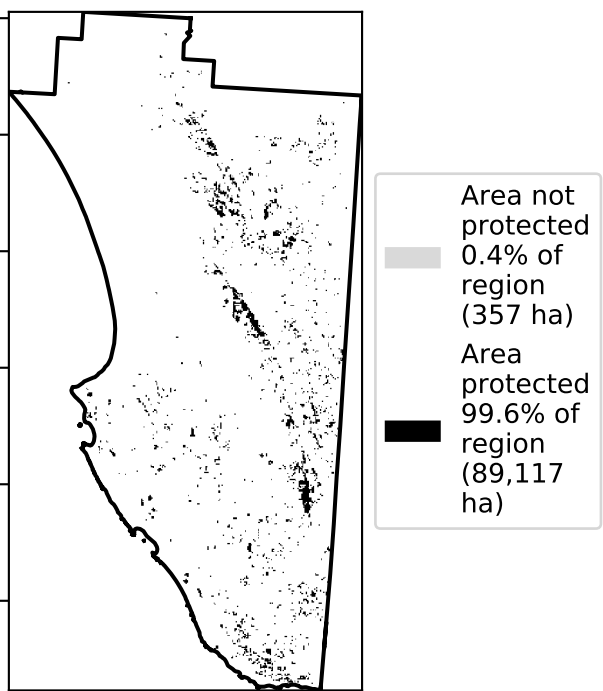 Area not
protected
0.4% of
region
(357 ha)
Area
protected
99.6% of
region
(89,117
ha)